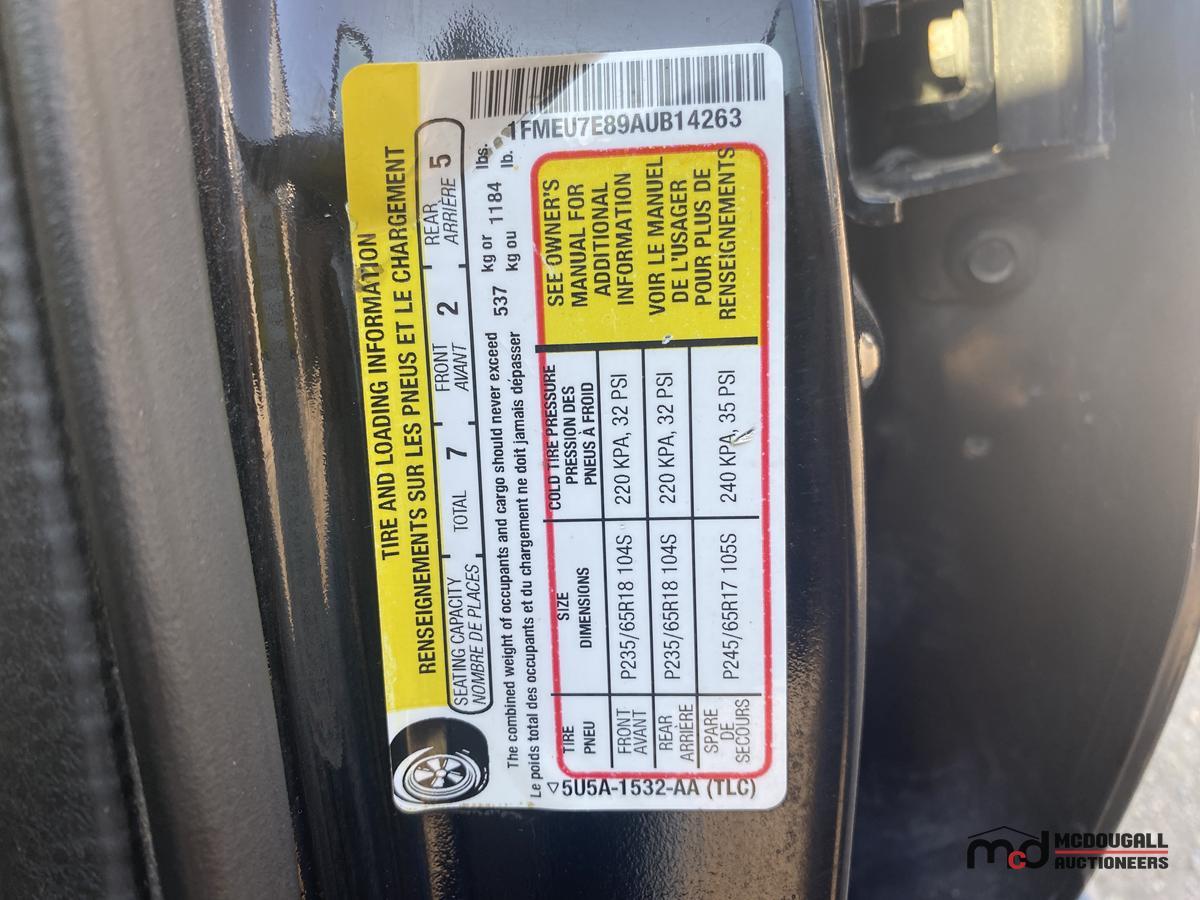 1FMEU7E89AUB14263
TIRE AND LOADING INFORMATION
RENSEIGNEMENTS SUR LES PNEUS ET LE CHARGEMENT
SEATING CAPACITY TOTAL 7 FRONT 2 REAR 5
NOMBRE DE PLACES AVANT ARRIÈRE
The combined weight of occupants and cargo should never exceed 537 kg or 1184 lbs.
Le poids total des occupants et du chargement ne doit jamais dépasser kg ou lb.
TIRE SIZE COLD TIRE PRESSURE
PNEU DIMENSIONS PRESSION DES
PNEUS À FROID
FRONT P235/65R18 104S 220 KPA, 32 PSI
AVANT
REAR P235/65R18 104S 220 KPA, 32 PSI
ARRIÈRE
SPARE P245/65R17 105S 240 KPA, 35 PSI
DE
SECOURS
SEE OWNER'S
MANUAL FOR
ADDITIONAL
INFORMATION
VOIR LE MANUEL
DE L'USAGER
POUR PLUS DE
RENSEIGNEMENTS
5U5A-1532-AA (TLC)
mcd MCDOUGALL
AUCTIONEERS